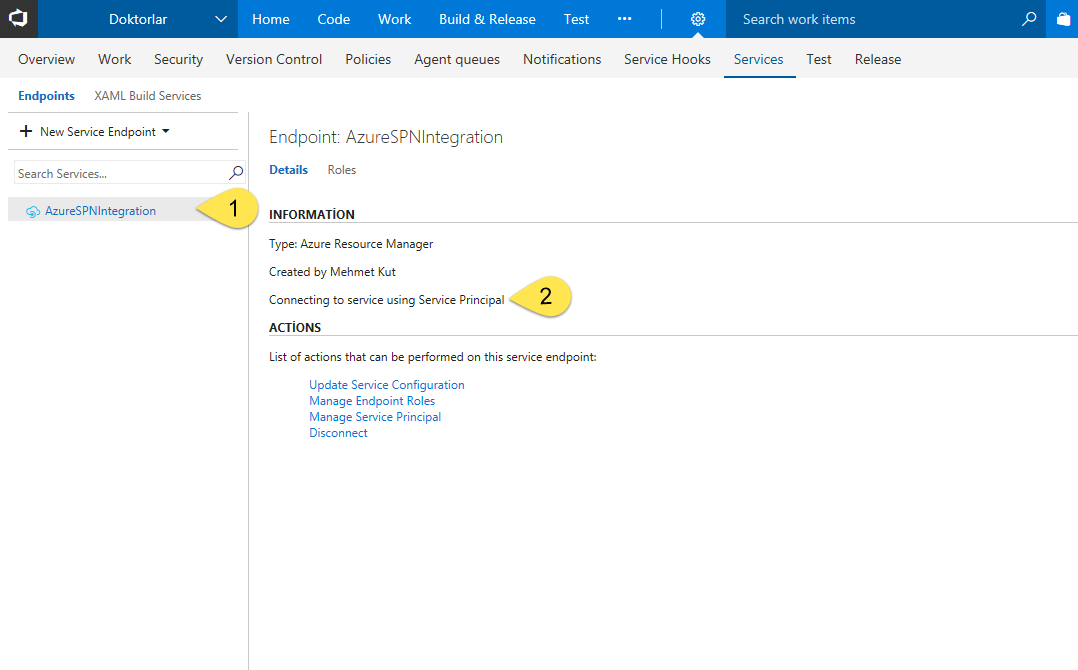 Doktorlar Home Code Work Build & Release Test ··· Search work items
Overview Work Security Version Control Policies Agent queues Notifications Service Hooks Services Test Release
Endpoints XAML Build Services
+ New Service Endpoint
Search Services...
AzureSPNIntegration
1
Endpoint: AzureSPNIntegration
Details Roles
INFORMATİON
Type: Azure Resource Manager
Created by Mehmet Kut
Connecting to service using Service Principal
2
ACTİONS
List of actions that can be performed on this service endpoint:
Update Service Configuration
Manage Endpoint Roles
Manage Service Principal
Disconnect